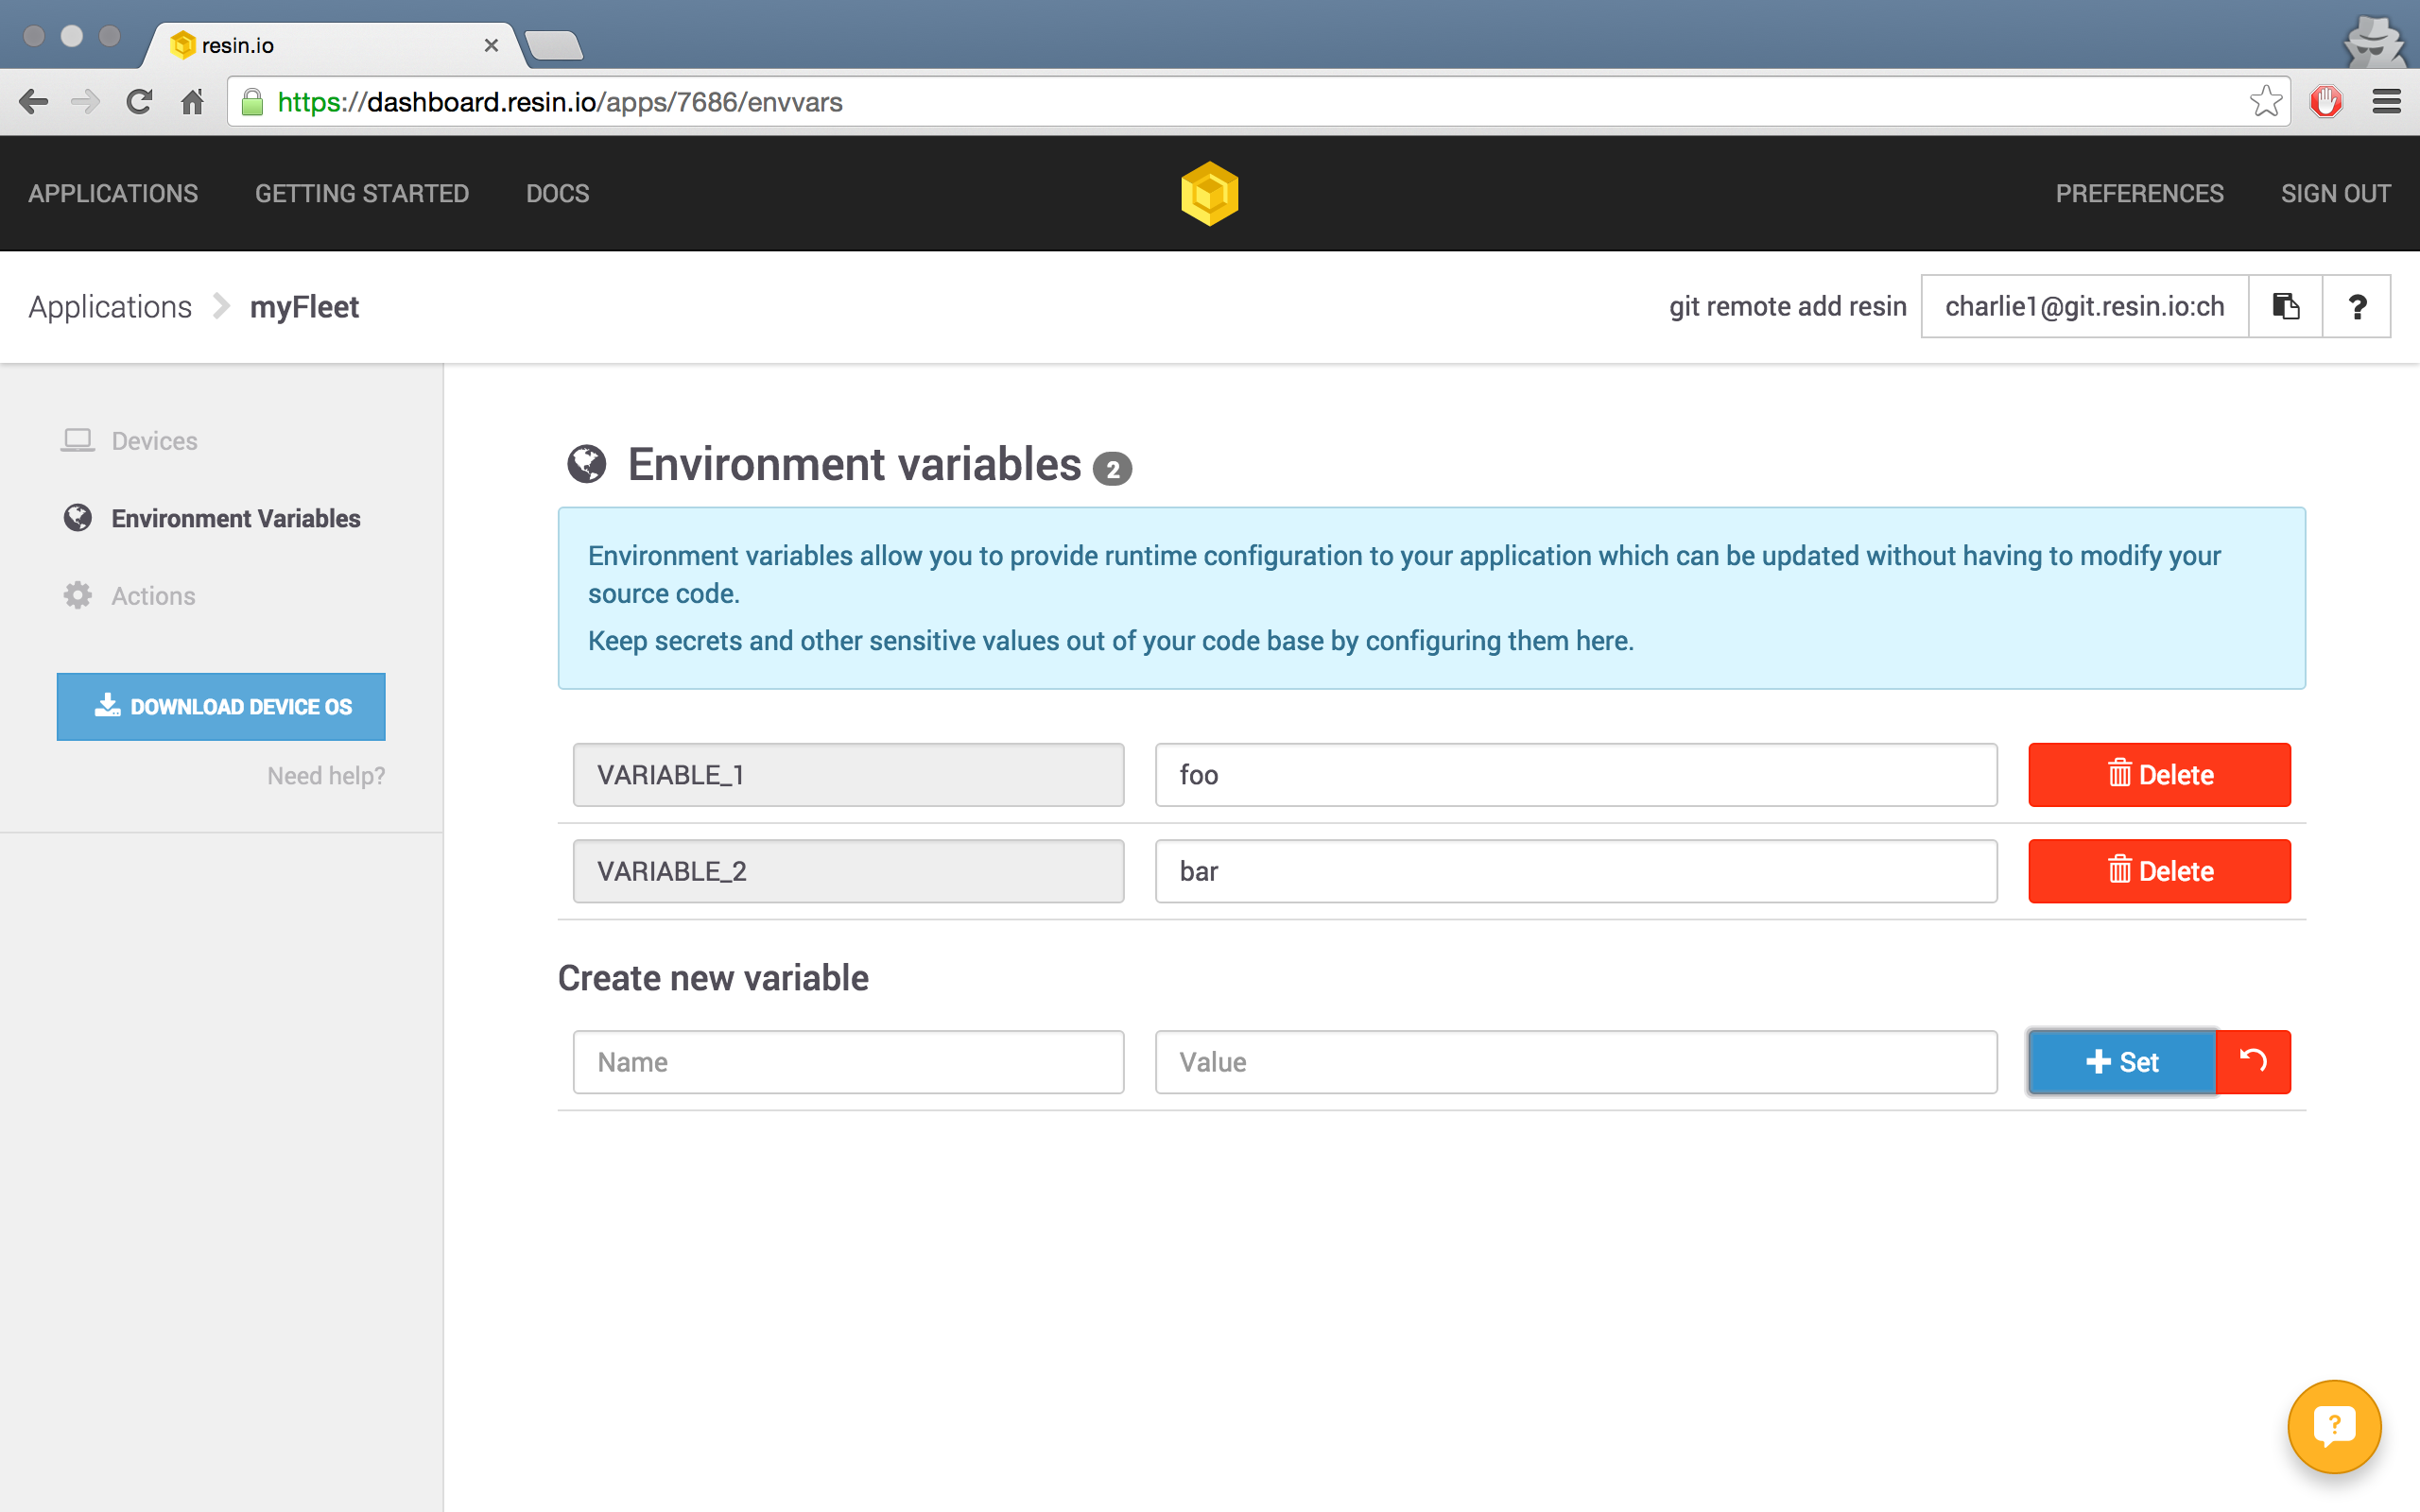 resin.io
https://dashboard.resin.io/apps/7686/envvars
APPLICATIONS GETTING STARTED DOCS PREFERENCES SIGN OUT
Applications myFleet git remote add resin charlie1@git.resin.io:ch ?
Devices
Environment Variables
Actions
DOWNLOAD DEVICE OS
Need help?
Environment variables 2
Environment variables allow you to provide runtime configuration to your application which can be updated without having to modify your
source code.
Keep secrets and other sensitive values out of your code base by configuring them here.
VARIABLE_1 foo Delete
VARIABLE_2 bar Delete
Create new variable
Name Value Set
?